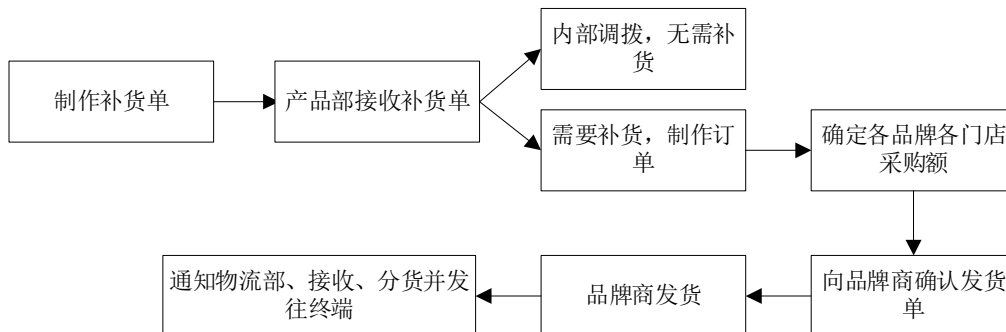 内部调拨，无需补
货
制作补货单
产品部接收补货单
需要补货，制作订
单
确定各品牌各门店
采购额
向品牌商确认发货
单
品牌商发货
通知物流部、接收、分货并发
往终端